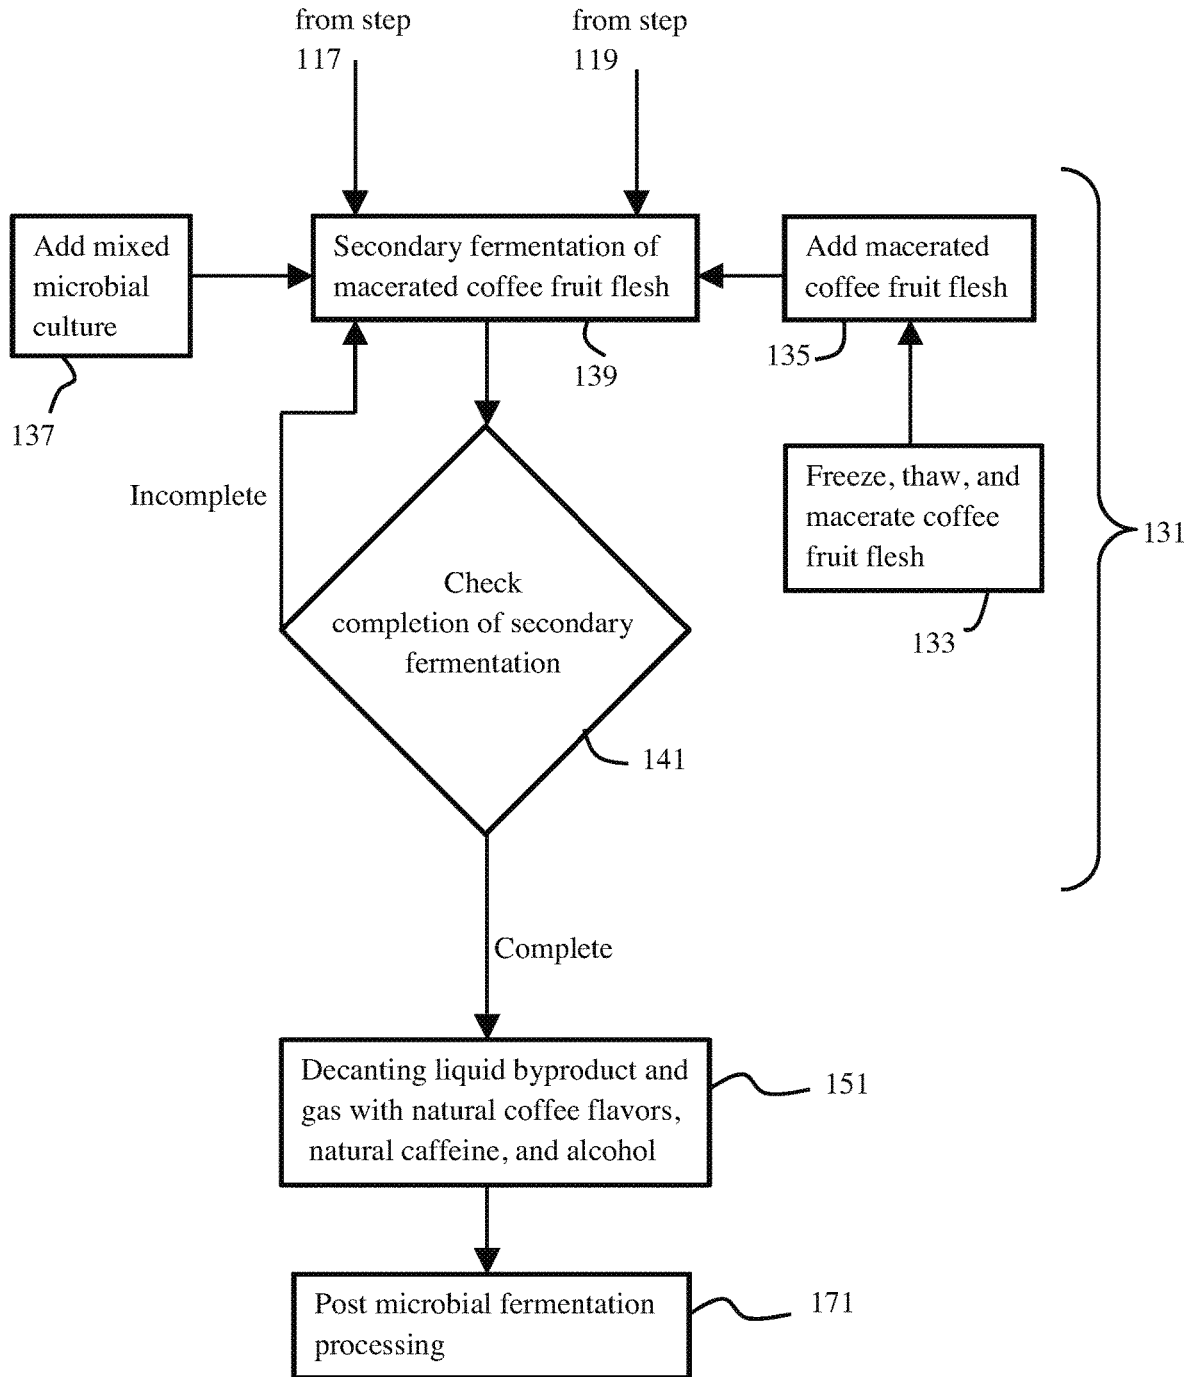 from step
117
from step
119
Add mixed
microbial
culture
137
Secondary fermentation of
macerated coffee fruit flesh
139
Add macerated
coffee fruit flesh
135
Freeze, thaw, and
macerate coffee
fruit flesh
133
131
Incomplete
Check
completion of secondary
fermentation
141
Complete
Decanting liquid byproduct and
gas with natural coffee flavors,
natural caffeine, and alcohol
151
Post microbial fermentation
processing
171